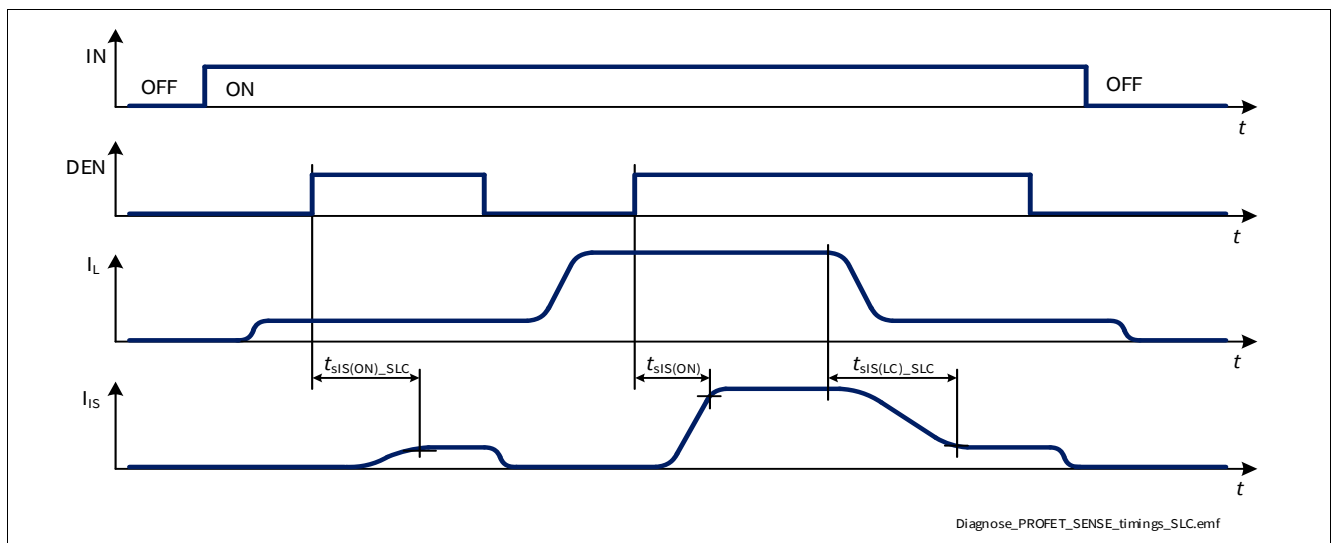 IN
OFF
ON
OFF
t
DEN
t
IL
t
tsIS(ON)_SLC
tsIS(ON)
tsIS(LC)_SLC
IIS
t
Diagnose_PROFET_SENSE_timings_SLC.emf